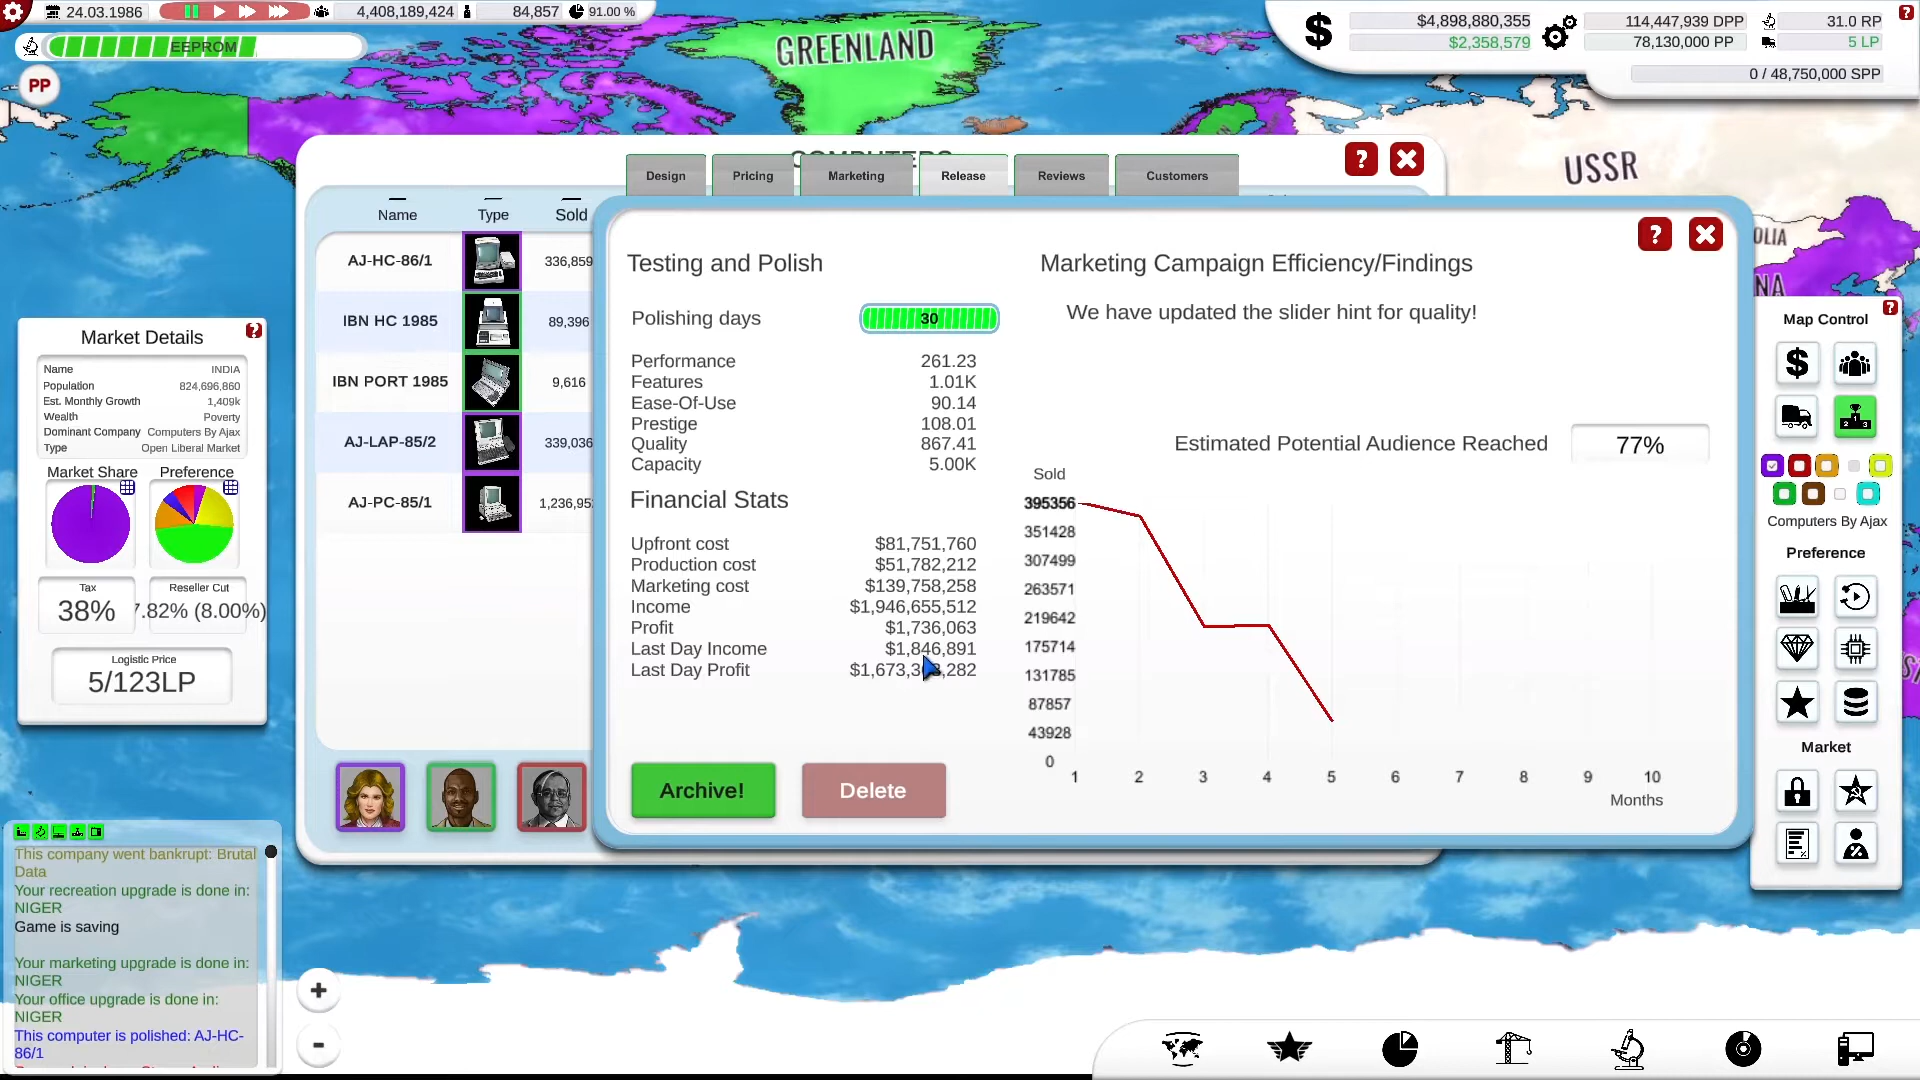 24.03.1986
4,408,189,424
84,857
91.00 %
EEPROM
PP
GREENLAND
$4,898,880,355
114,447,939 DPP
31.0 RP
$2,358,579
78,130,000 PP
5 LP
0 / 48,750,000 SPP
USSR
Design
Pricing
Marketing
Release
Reviews
Customers
Name
Type
Sold
AJ-HC-86/1
336,859
IBN HC 1985
89,396
IBN PORT 1985
9,616
AJ-LAP-85/2
339,036
AJ-PC-85/1
Testing and Polish
Polishing days
30
Performance 261.23
Features 1.01K
Ease-Of-Use 90.14
Prestige 108.01
Quality 867.41
Capacity 5.00K
Financial Stats
Upfront cost $81,751,760
Production cost $51,782,212
Marketing cost $139,758,258
Income $1,946,655,512
Profit $1,736,063
Last Day Income $1,846,891
Last Day Profit
Archive!
Delete
Marketing Campaign Efficiency/Findings
We have updated the slider hint for quality!
Estimated Potential Audience Reached
77%
Sold
395356
351428
307499
263571
219642
175714
131785
87857
43928
0
1 2 3 4 5 6 7 8 9 10
Months
Market Details
Name INDIA
Population 824,696,860
Est. Monthly Growth 1,409k
Wealth Poverty
Dominant Company Computers By Ajax
Type Open Liberal Market
Market Share
Preference
Tax
38%
Reseller Cut
7.82% (8.00%)
Logistic Price
5/123LP
This company went bankrupt: Brutal
Data
Your recreation upgrade is done in:
NIGER
Game is saving
Your marketing upgrade is done in:
NIGER
Your office upgrade is done in:
NIGER
This computer is polished: AJ-HC-
86/1
Map Control
Computers By Ajax
Preference
Market